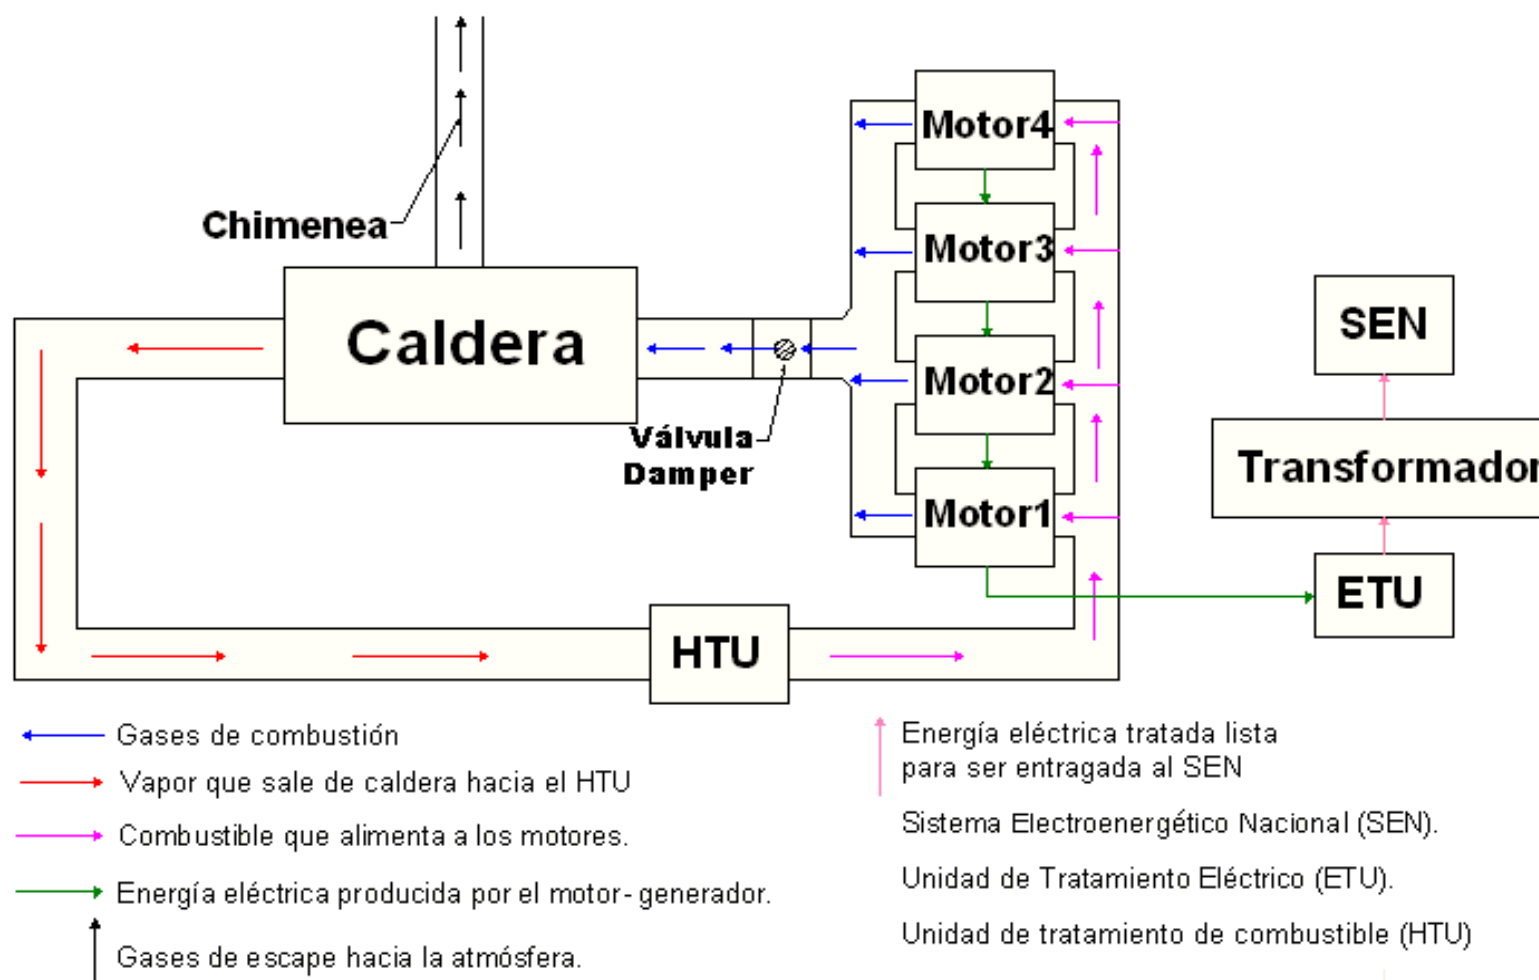 Motor4
Chimenea
Motor3
SEN
Caldera
Motor2
Válvula
Damper
Transformador
Motor1
ETU
HTU
Gases de combustión
Vapor que sale de caldera hacia el HTU
Combustible que alimenta a los motores.
Energía eléctrica producida por el motor-generador.
Gases de escape hacia la atmósfera.
Energía eléctrica tratada lista
para ser entragada al SEN
Sistema Electroenergético Nacional (SEN).
Unidad de Tratamiento Eléctrico (ETU).
Unidad de tratamiento de combustible (HTU)